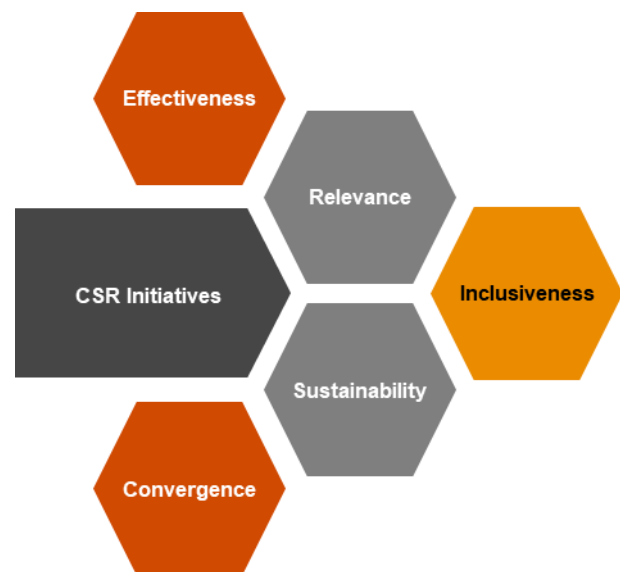 Effectiveness
Relevance
CSR Initiatives
Inclusiveness
Sustainability
Convergence